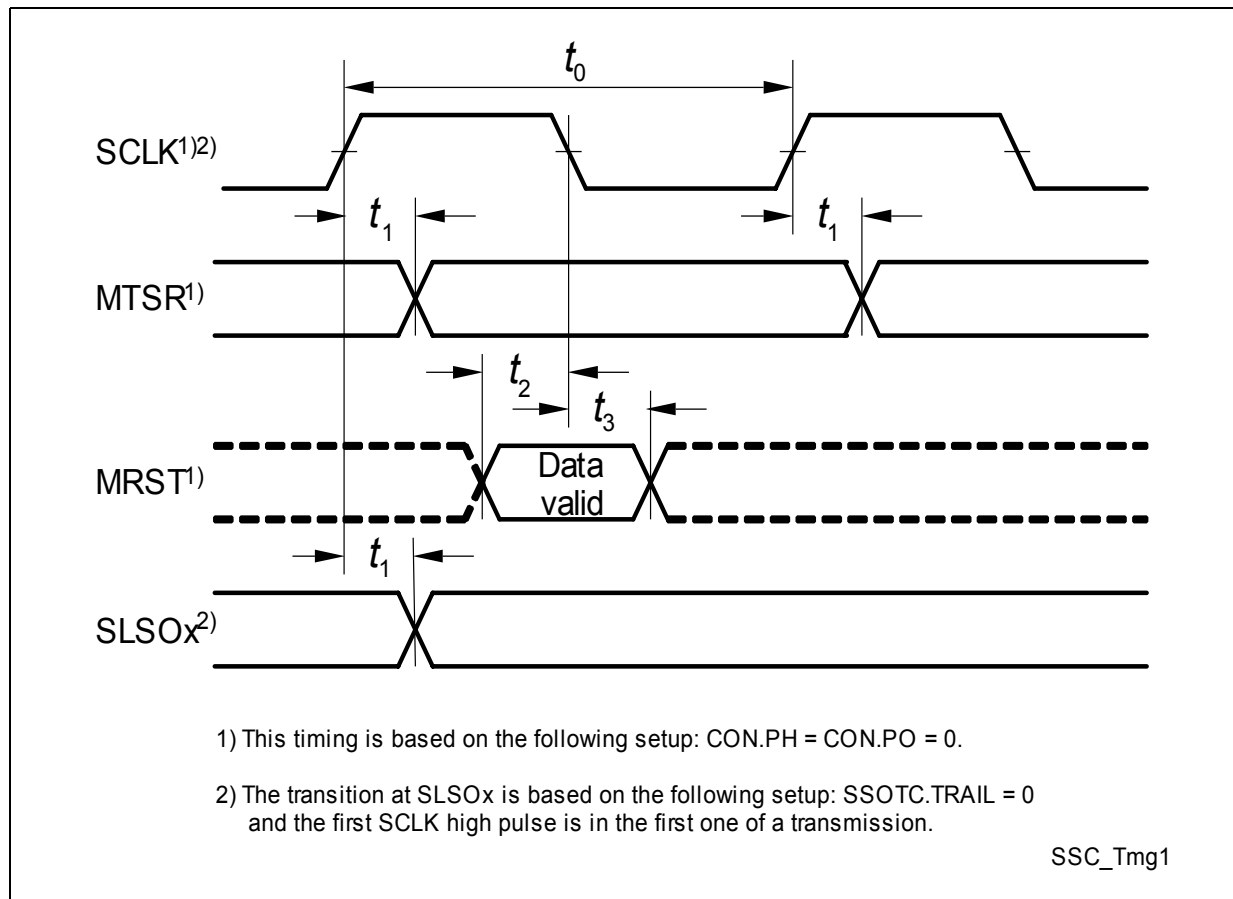 t0
SCLK1)2)
t1
t1
MTSR1)
t2
t3
MRST1)
Data
valid
t1
SLSOx2)
1) This timing is based on the following setup: CON.PH = CON.PO = 0.
2) The transition at SLSOx is based on the following setup: SSOTC.TRAIL = 0
and the first SCLK high pulse is in the first one of a transmission.
SSC_Tmg1